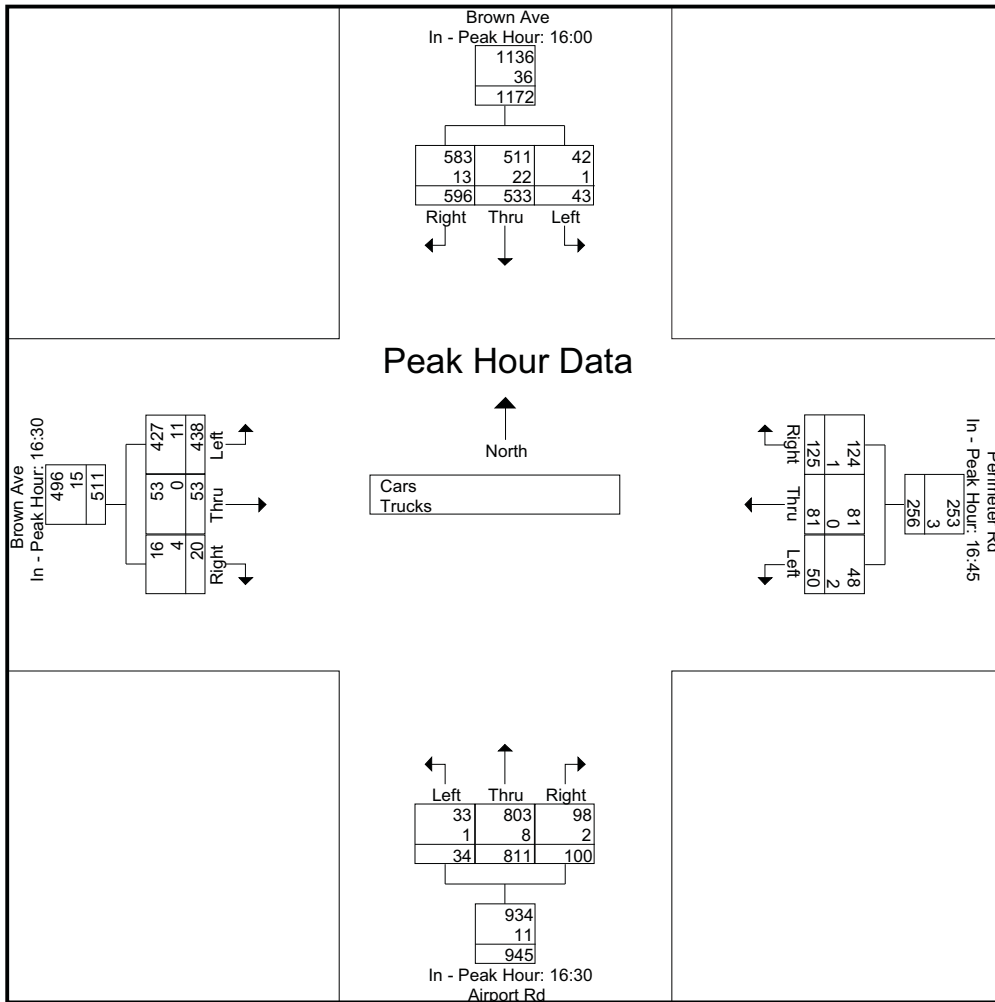 Brown Ave
In - Peak Hour: 16:00
1136
36
1172
583 511 42
13 22 1
596 533 43
Right Thru Left
Peak Hour Data
North
Cars
Trucks
Brown Ave
In - Peak Hour: 16:30
496
15
511
427 11 438
Left
53 0 53
Thru
16 4 20
Right
Right
125 1 124
Thru
81 0 81
Left
50 2 48
256
3
253
In - Peak Hour: 16:45
Perimeter Rd
Left Thru Right
33 803 98
1 8 2
34 811 100
934
11
945
In - Peak Hour: 16:30
Airport Rd